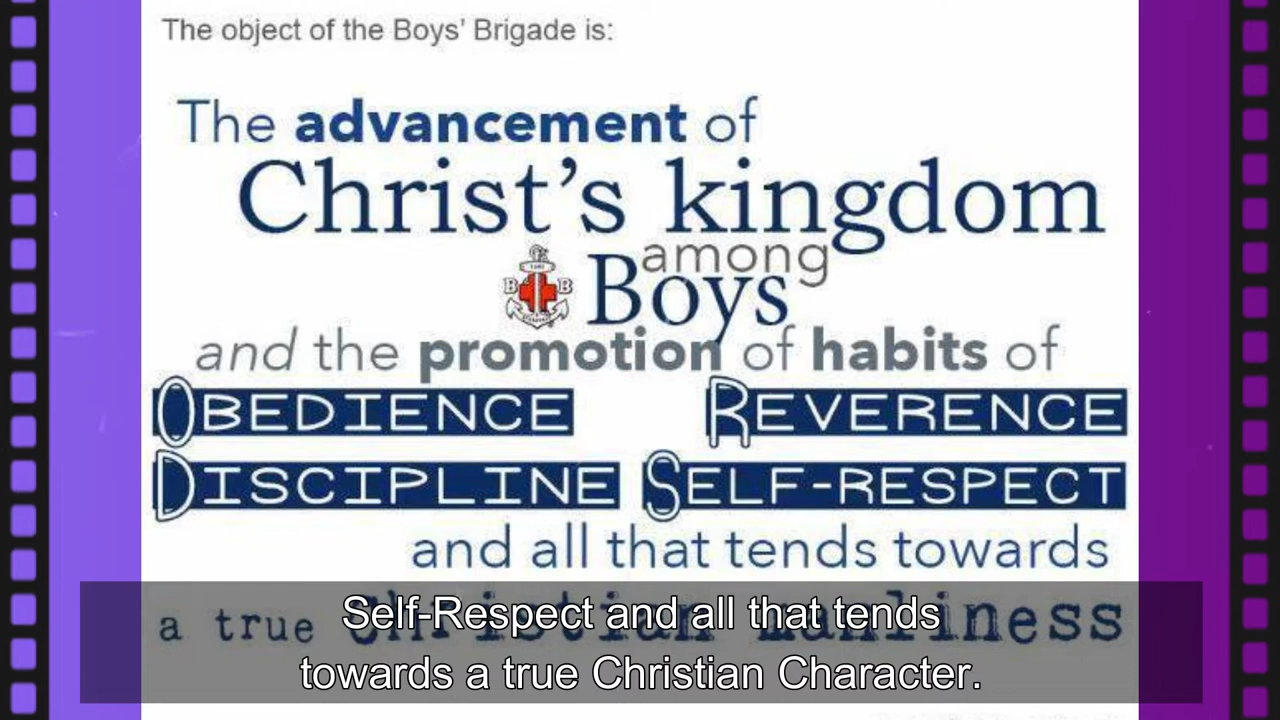 The object of the Boys' Brigade is:
The advancement of
Christ's kingdom
among
B B Boys
and the promotion of habits of
OBEDIENCE REVERENCE
DISCIPLINE SELF-RESPECT
and all that tends towards
a true Christian manliness
Self-Respect and all that tends
towards a true Christian Character.